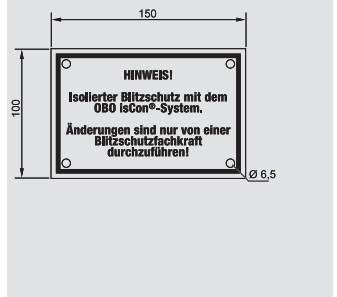 150
100
HINWEIS!
Isolierter Blitzschutz mit dem
OBO isCon®-System.
Änderungen sind nur von einer
Blitzschutzfachkraft
durchzuführen!
Ø 6,5